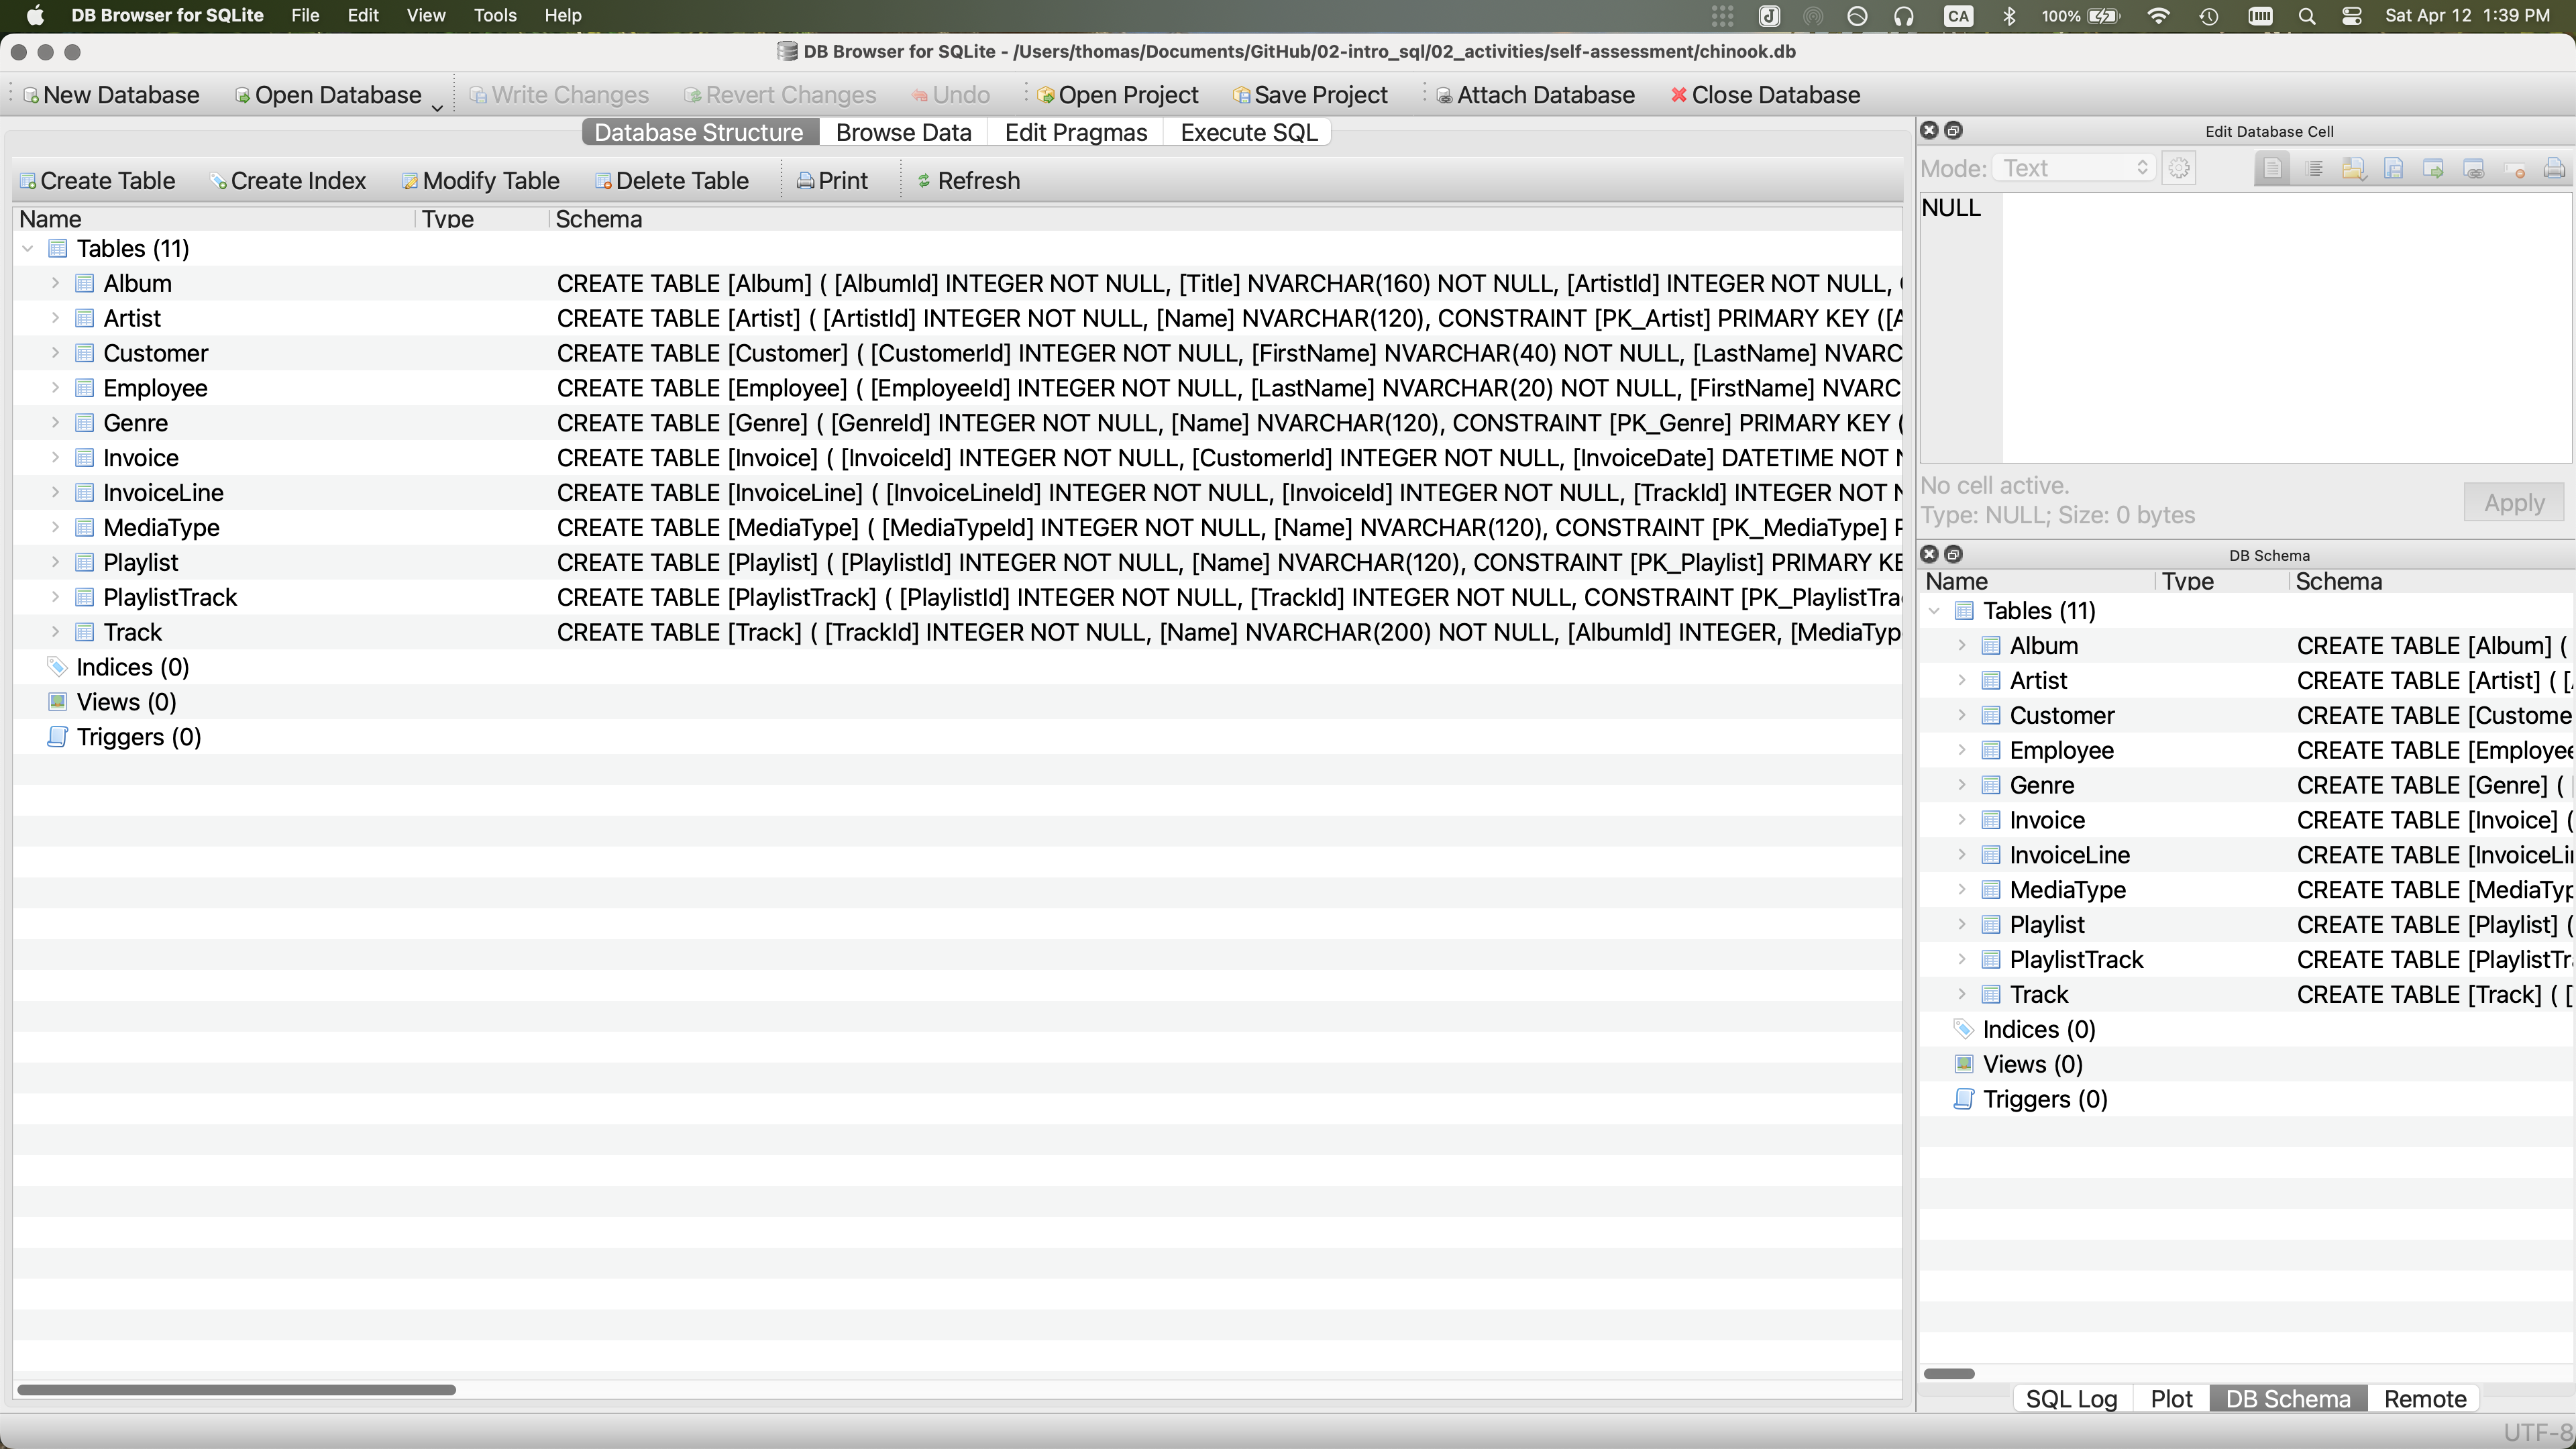 DB Browser for SQLite File Edit View Tools Help CA 100% Sat Apr 12 1:39 PM
DB Browser for SQLite - /Users/thomas/Documents/GitHub/02-intro_sql/02_activities/self-assessment/chinook.db
New Database Open Database Write Changes Revert Changes Undo Open Project Save Project Attach Database Close Database
Database Structure Browse Data Edit Pragmas Execute SQL
Create Table Create Index Modify Table Delete Table Print Refresh
Name Type Schema
Tables (11)
Album CREATE TABLE [Album] ( [AlbumId] INTEGER NOT NULL, [Title] NVARCHAR(160) NOT NULL, [ArtistId] INTEGER NOT NULL,
Artist CREATE TABLE [Artist] ( [ArtistId] INTEGER NOT NULL, [Name] NVARCHAR(120), CONSTRAINT [PK_Artist] PRIMARY KEY ([A
Customer CREATE TABLE [Customer] ( [CustomerId] INTEGER NOT NULL, [FirstName] NVARCHAR(40) NOT NULL, [LastName] NVARC
Employee CREATE TABLE [Employee] ( [EmployeeId] INTEGER NOT NULL, [LastName] NVARCHAR(20) NOT NULL, [FirstName] NVARC
Genre CREATE TABLE [Genre] ( [GenreId] INTEGER NOT NULL, [Name] NVARCHAR(120), CONSTRAINT [PK_Genre] PRIMARY KEY (
Invoice CREATE TABLE [Invoice] ( [InvoiceId] INTEGER NOT NULL, [CustomerId] INTEGER NOT NULL, [InvoiceDate] DATETIME NOT N
InvoiceLine CREATE TABLE [InvoiceLine] ( [InvoiceLineId] INTEGER NOT NULL, [InvoiceId] INTEGER NOT NULL, [TrackId] INTEGER NOT N
MediaType CREATE TABLE [MediaType] ( [MediaTypeId] INTEGER NOT NULL, [Name] NVARCHAR(120), CONSTRAINT [PK_MediaType] P
Playlist CREATE TABLE [Playlist] ( [PlaylistId] INTEGER NOT NULL, [Name] NVARCHAR(120), CONSTRAINT [PK_Playlist] PRIMARY KE
PlaylistTrack CREATE TABLE [PlaylistTrack] ( [PlaylistId] INTEGER NOT NULL, [TrackId] INTEGER NOT NULL, CONSTRAINT [PK_PlaylistTra
Track CREATE TABLE [Track] ( [TrackId] INTEGER NOT NULL, [Name] NVARCHAR(200) NOT NULL, [AlbumId] INTEGER, [MediaTyp
Indices (0)
Views (0)
Triggers (0)
Edit Database Cell
Mode: Text
NULL
No cell active.
Type: NULL; Size: 0 bytes
Apply
DB Schema
Name Type Schema
Tables (11)
Album CREATE TABLE [Album] (
Artist CREATE TABLE [Artist] ( [
Customer CREATE TABLE [Custome
Employee CREATE TABLE [Employee
Genre CREATE TABLE [Genre] (
Invoice CREATE TABLE [Invoice] (
InvoiceLine CREATE TABLE [InvoiceLi
MediaType CREATE TABLE [MediaTyp
Playlist CREATE TABLE [Playlist] (
PlaylistTrack CREATE TABLE [PlaylistTr
Track CREATE TABLE [Track] ( [
Indices (0)
Views (0)
Triggers (0)
SQL Log Plot DB Schema Remote
UTF-8